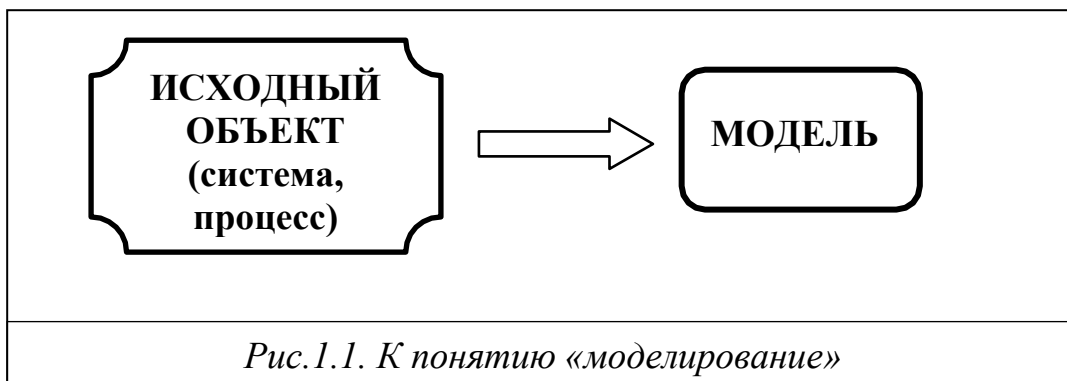 ИСХОДНЫЙ
ОБЪЕКТ
(система,
процесс)
МОДЕЛЬ
Рис.1.1. К понятию «моделирование»